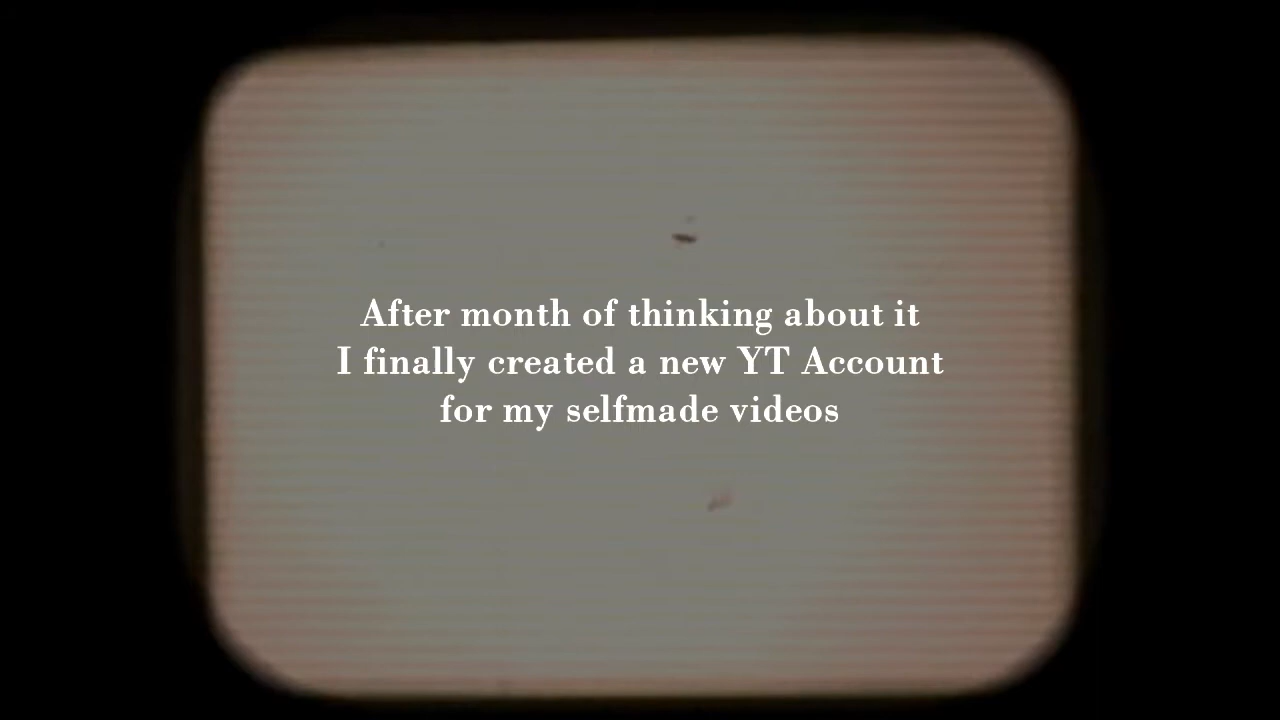 After month of thinking about it
I finally created a new YT Account
for my selfmade videos